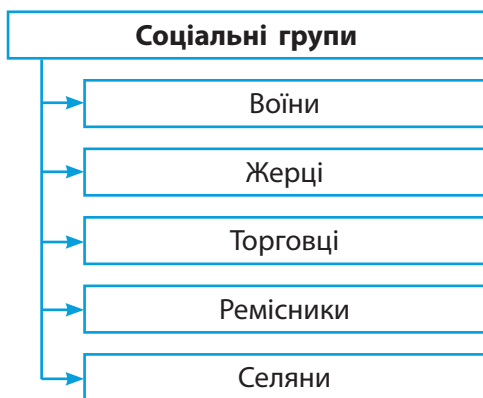 Соціальні групи
Воїни
Жерці
Торговці
Ремісники
Селяни